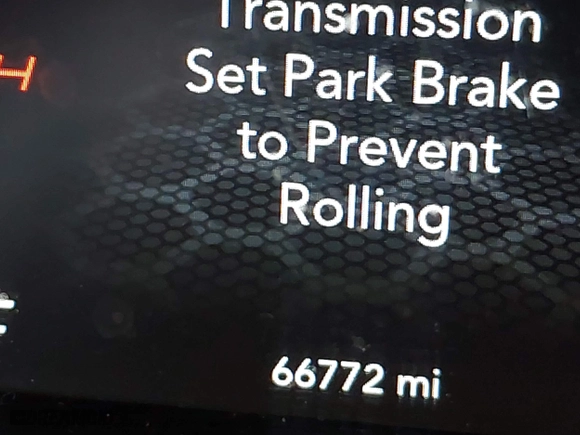 Transmission
Set Park Brake
to Prevent
Rolling
66772 mi